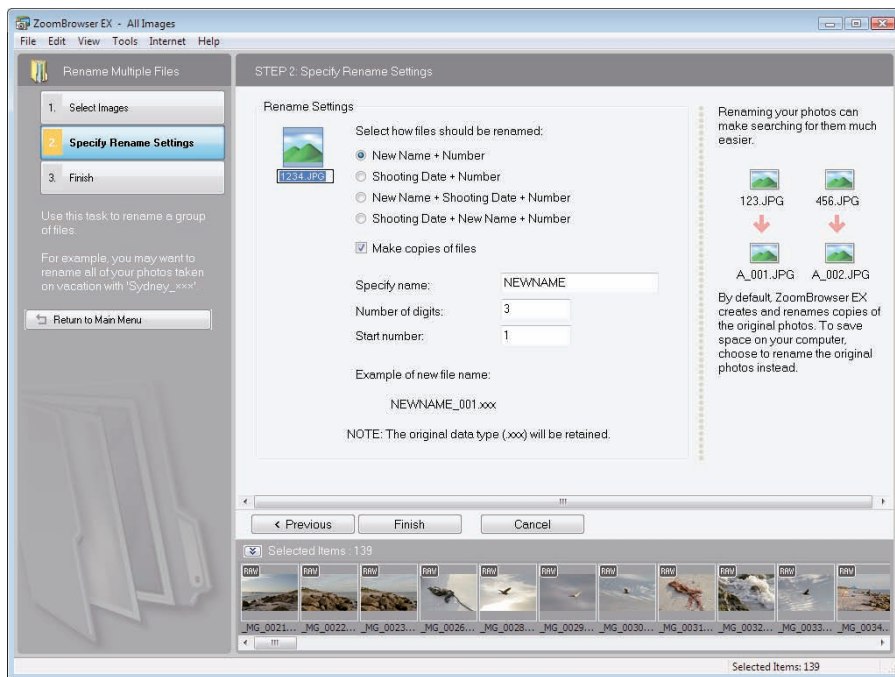 ZoomBrowser EX - All Images
File Edit View Tools Internet Help
Rename Multiple Files
1. Select Images
2. Specify Rename Settings
3. Finish
Use this task to rename a group
of files.
For example, you may want to
rename all of your photos taken
on vacation with 'Sydney_×××'.
Return to Main Menu
STEP 2: Specify Rename Settings
Rename Settings
1234.JPG
Select how files should be renamed:
New Name + Number
Shooting Date + Number
New Name + Shooting Date + Number
Shooting Date + New Name + Number
Make copies of files
Specify name: NEWNAME
Number of digits: 3
Start number: 1
Example of new file name:
NEWNAME_001.xxx
NOTE: The original data type (.xxx) will be retained.
Renaming your photos can
make searching for them much
easier.
123.JPG 456.JPG
A_001.JPG A_002.JPG
By default, ZoomBrowser EX
creates and renames copies of
the original photos. To save
space on your computer,
choose to rename the original
photos instead.
< Previous Finish Cancel
Selected Items : 139
RAW RAW RAW RAW RAW RAW RAW RAW RAW RAW RAW
_MG_0021... _MG_0022... _MG_0023... _MG_0026... _MG_0028... _MG_0029... _MG_0030... _MG_0031... _MG_0032... _MG_0033... _MG_0034...
Selected Items: 139